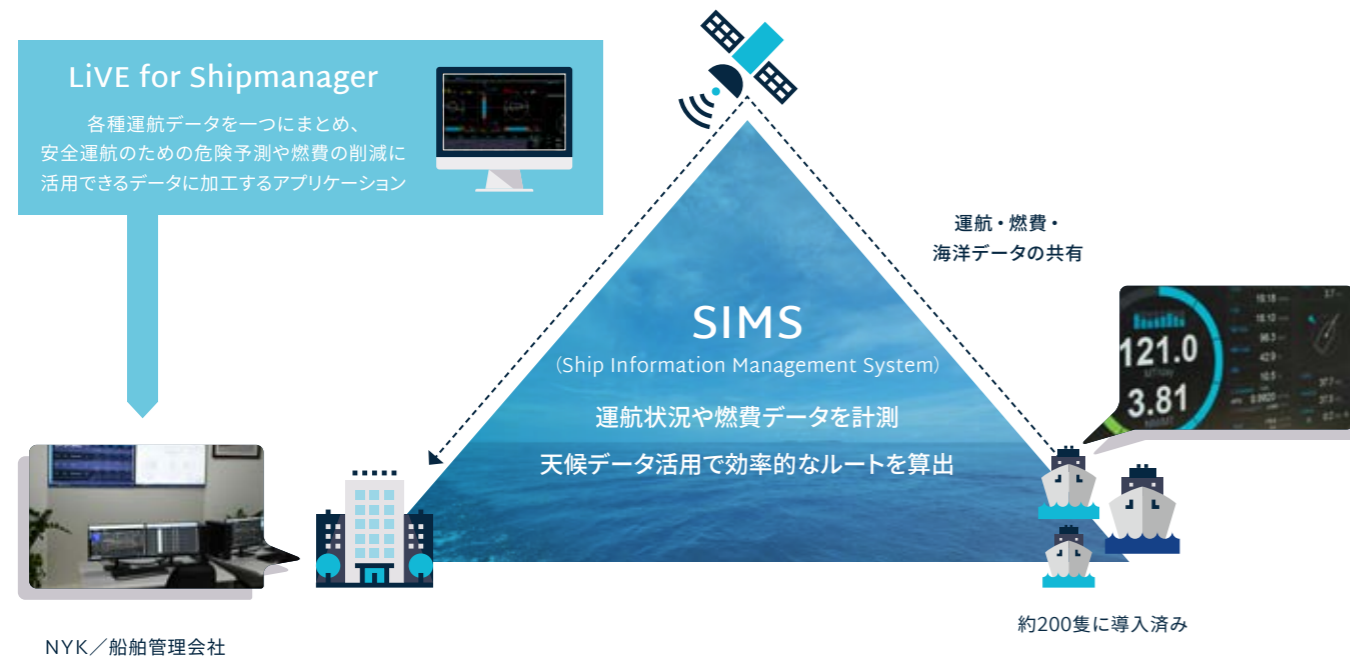 LiVE for Shipmanager
各種運航データを一つにまとめ、
安全運航のための危険予測や燃費の削減に
活用できるデータに加工するアプリケーション
運航・燃費・
海洋データの共有
SIMS
(Ship Information Management System)
運航状況や燃費データを計測
天候データ活用で効率的なルートを算出
121.0
3.81
約200隻に導入済み
NYK／船舶管理会社